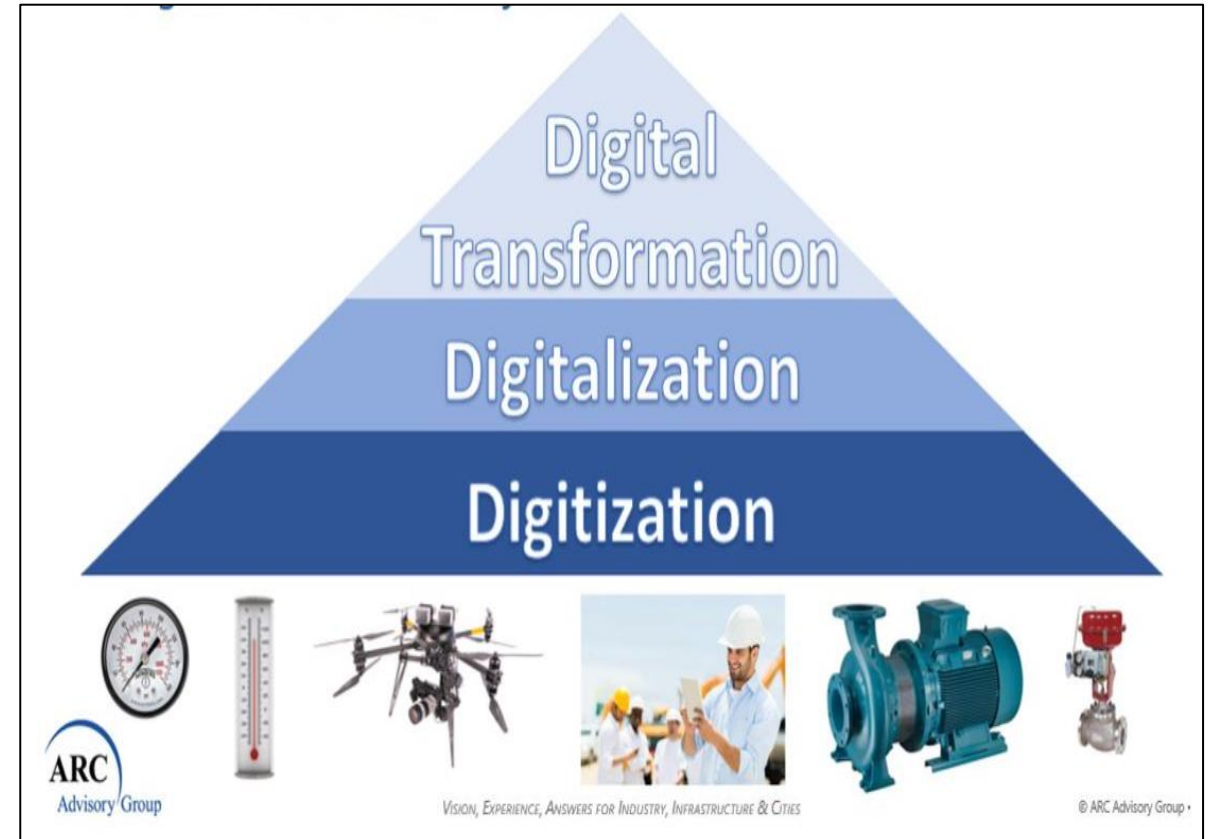 Digital
Transformation
Digitalization
Digitization
ARC
Advisory Group
VISION, EXPERIENCE, ANSWERS FOR INDUSTRY, INFRASTRUCTURE & CITIES
© ARC Advisory Group •